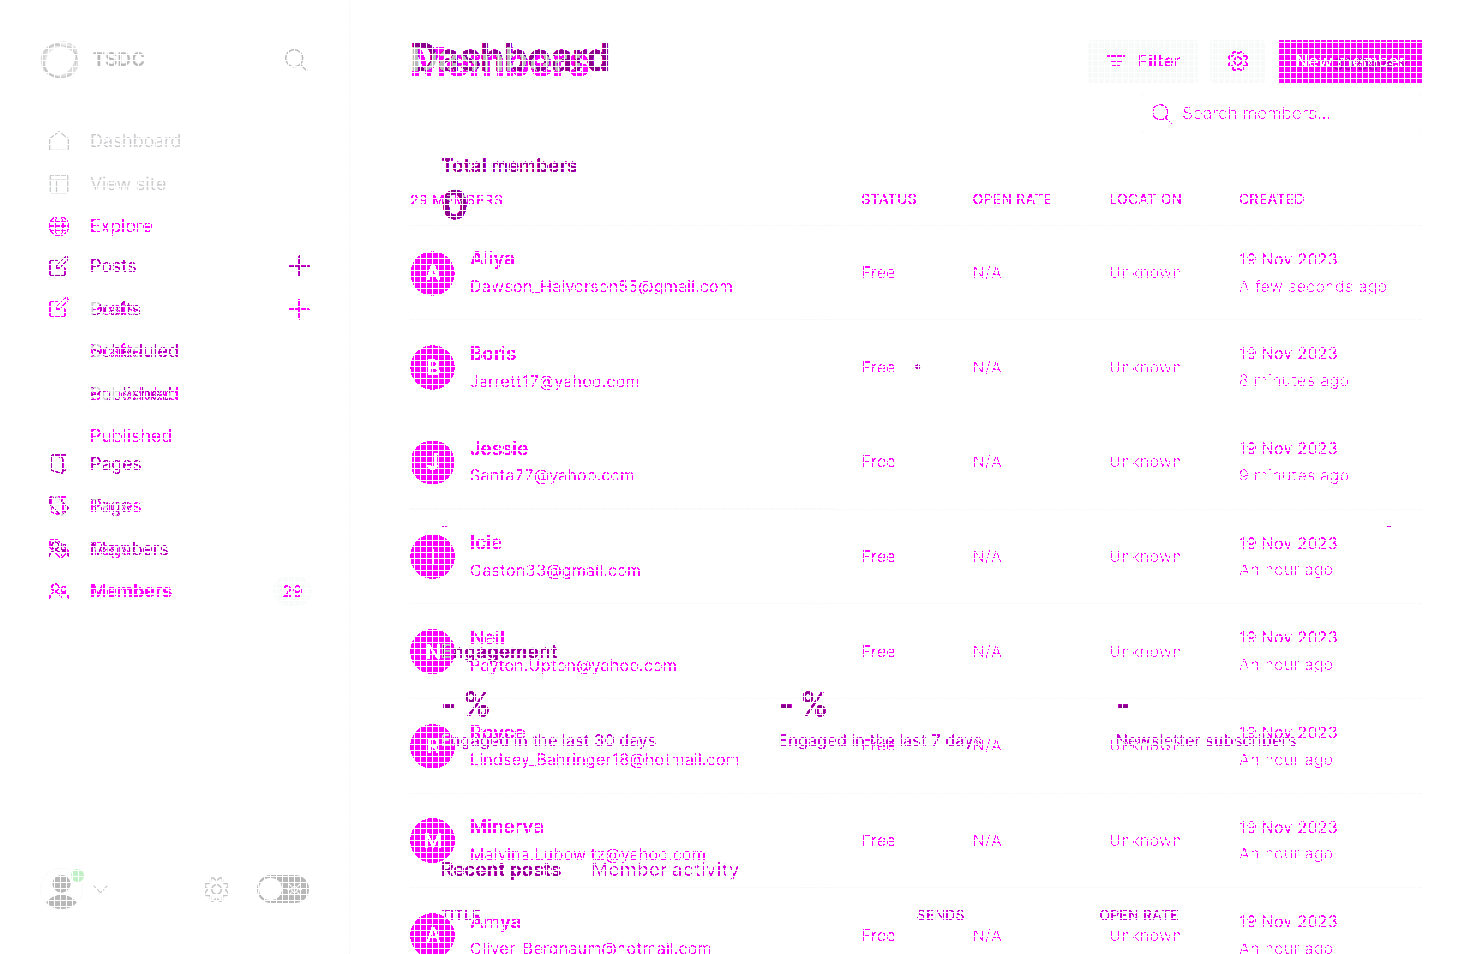 TSDC
Dashboard
Filter
New member
Search members...
Dashboard
View site
Explore
Posts
Posts
Scheduled
Published
Published
Pages
Pages
Members
Members 29
Total members
0
29 MEMBERS STATUS OPEN RATE LOCATION CREATED
A Aliya Free N/A Unknown 19 Nov 2023
Dawson_Halvorson55@gmail.com A few seconds ago
B Boris Free N/A Unknown 19 Nov 2023
Jarrett17@yahoo.com 8 minutes ago
J Jessie Free N/A Unknown 19 Nov 2023
Santa77@yahoo.com 9 minutes ago
Icie Free N/A Unknown 19 Nov 2023
Gaston33@gmail.com An hour ago
N Neil Free N/A Unknown 19 Nov 2023
Engagement
Payton.Upton@yahoo.com An hour ago
- % - % -
Royce Free N/A Unknown 19 Nov 2023
Engaged in the last 30 days Engaged in the last 7 days Newsletter subscribers
Lindsey_Bahringer18@hotmail.com An hour ago
M Minerva Free N/A Unknown 19 Nov 2023
Malvina.Lubowitz@yahoo.com An hour ago
Recent posts Member activity
TITLE SENDS OPEN RATE
A Amya Free N/A Unknown 19 Nov 2023
Oliver_Bergnaum@hotmail.com An hour ago